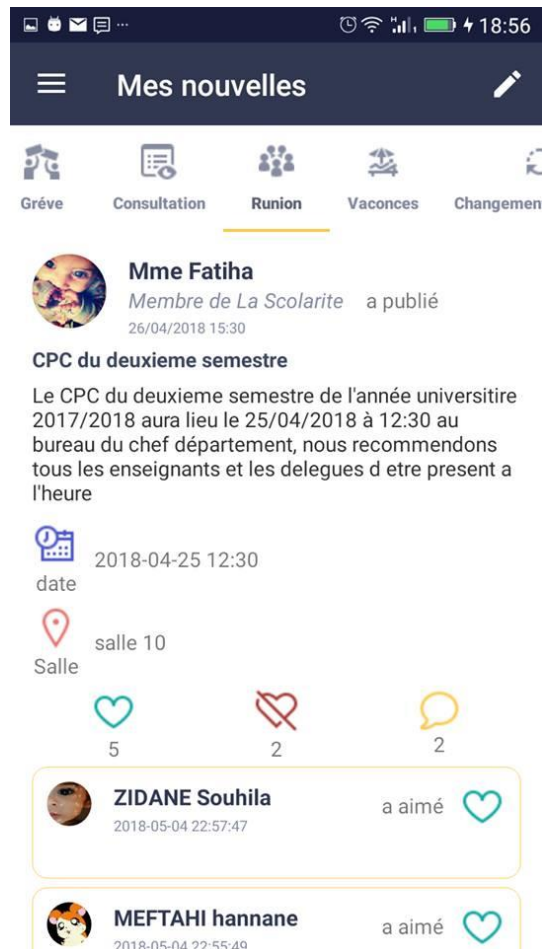 18:56
Mes nouvelles
Gréve Consultation Runion Vaconces Changemen
Mme Fatiha
Membre de La Scolarite a publié
26/04/2018 15:30
CPC du deuxieme semestre
Le CPC du deuxieme semestre de l'année universitire
2017/2018 aura lieu le 25/04/2018 à 12:30 au
bureau du chef département, nous recommendons
tous les enseignants et les delegues d etre present a
l'heure
2018-04-25 12:30
date
salle 10
Salle
5 2 2
ZIDANE Souhila a aimé
2018-05-04 22:57:47
MEFTAHI hannane a aimé
2018-05-04 22:55:49